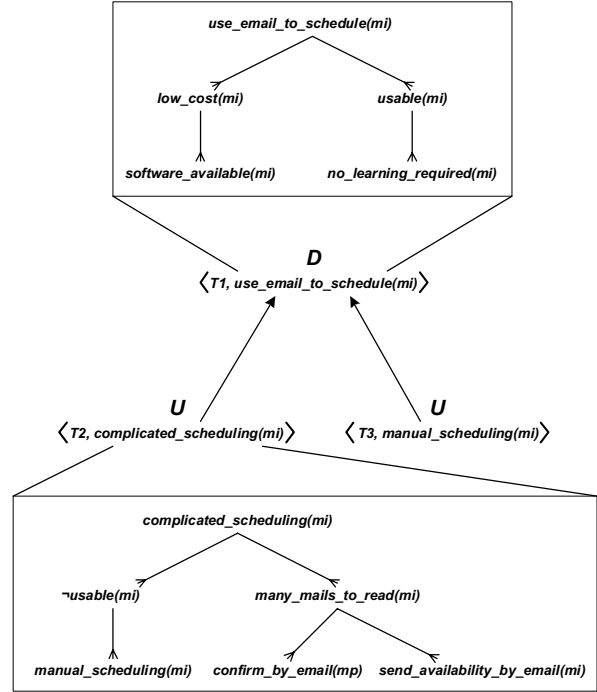 use_email_to_schedule(mi)
low_cost(mi) usable(mi)
software_available(mi) no_learning_required(mi)
D
⟨T1, use_email_to_schedule(mi)⟩
U U
⟨T2, complicated_scheduling(mi)⟩ ⟨T3, manual_scheduling(mi)⟩
complicated_scheduling(mi)
¬usable(mi) many_mails_to_read(mi)
manual_scheduling(mi) confirm_by_email(mp) send_availability_by_email(mi)